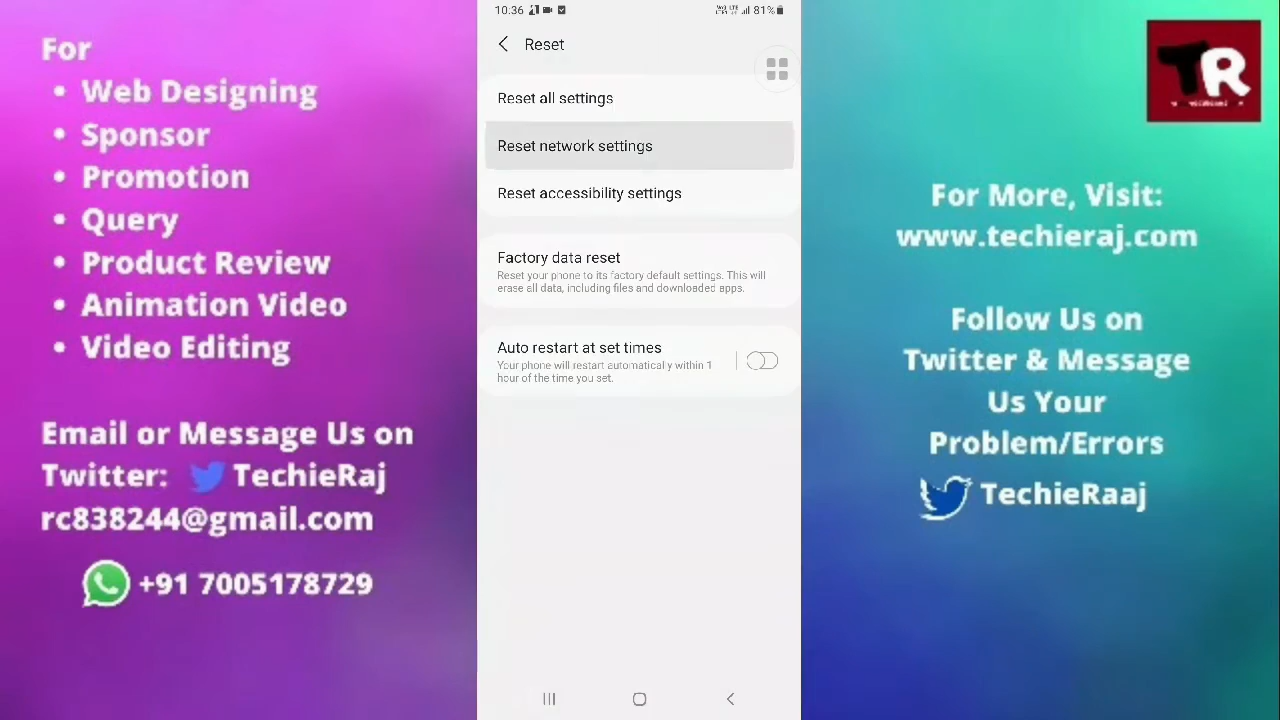 For
• Web Designing
• Sponsor
• Promotion
• Query
• Product Review
• Animation Video
• Video Editing
Email or Message Us on
Twitter: TechieRaj
rc838244@gmail.com
+91 7005178729
10:36
81%
Reset
Reset all settings
Reset network settings
Reset accessibility settings
Factory data reset
Reset your phone to its factory default settings. This will
erase all data, including files and downloaded apps.
Auto restart at set times
Your phone will restart automatically within 1
hour of the time you set.
TR
For More, Visit:
www.techieraj.com
Follow Us on
Twitter & Message
Us Your
Problem/Errors
TechieRaaj